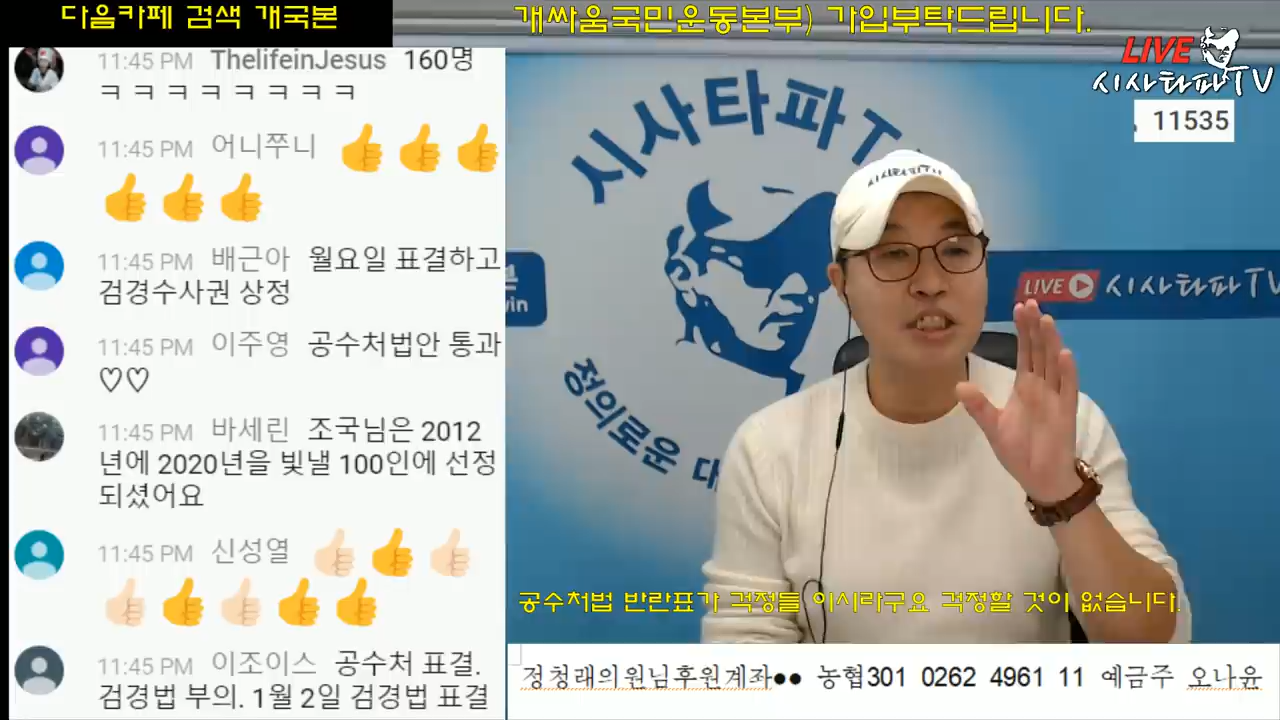 다음카페 검색 개국본
개싸움국민운동본부) 가입부탁드립니다.
LIVE
시사타파TV
11535
11:45 PM ThelifeinJesus 160명
ㅋㅋㅋㅋㅋㅋㅋㅋ
11:45 PM 어니쭈니 👍👍👍
👍👍👍
11:45 PM 배근아 월요일 표결하고
검경수사권 상정
11:45 PM 이주영 공수처법안 통과
♡♡
11:45 PM 바세린 조국님은 2012
년에 2020년을 빛낼 100인에 선정
되셨어요
11:45 PM 신성열 👍🏻👍👍🏻
👍🏻👍👍🏻👍👍
11:45 PM 이조이스 공수처 표결.
검경법 부의. 1월 2일 검경법 표결
시사타파T
정의로운 대
본
win
LIVE 시사타파TV
공수처법 반란표가 걱정들 이시라구요 걱정할 것이 없습니다.
정청래의원님후원계좌●● 농협301 0262 4961 11 예금주 오나윤